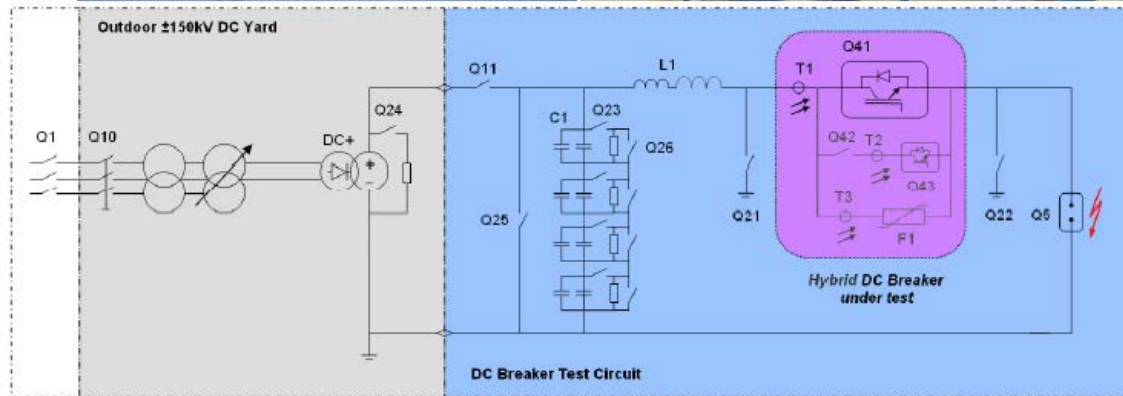 Outdoor ±150kV DC Yard
Q41
Q11
L1
T1
Q24
Q1
Q10
DC+
C1
Q23
Q42
T2
Q26
Q43
T3
Q25
Q21
Q22
Q5
F1
Hybrid DC Breaker
under test
DC Breaker Test Circuit